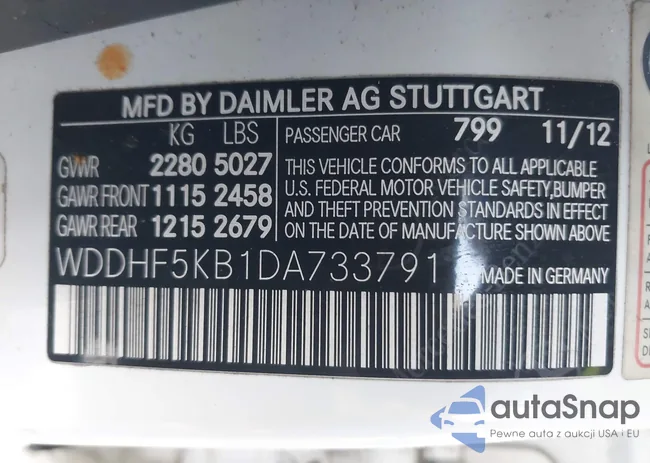 MFD BY DAIMLER AG STUTTGART
KG LBS
GVWR 2280 5027
GAWR FRONT 1115 2458
GAWR REAR 1215 2679
PASSENGER CAR 799 11/12
THIS VEHICLE CONFORMS TO ALL APPLICABLE
U.S. FEDERAL MOTOR VEHICLE SAFETY, BUMPER
AND THEFT PREVENTION STANDARDS IN EFFECT
ON THE DATE OF MANUFACTURE SHOWN ABOVE
WDDHF5KB1DA733791
MADE IN GERMANY
autoSnap
Pewne auta z aukcji USA i EU